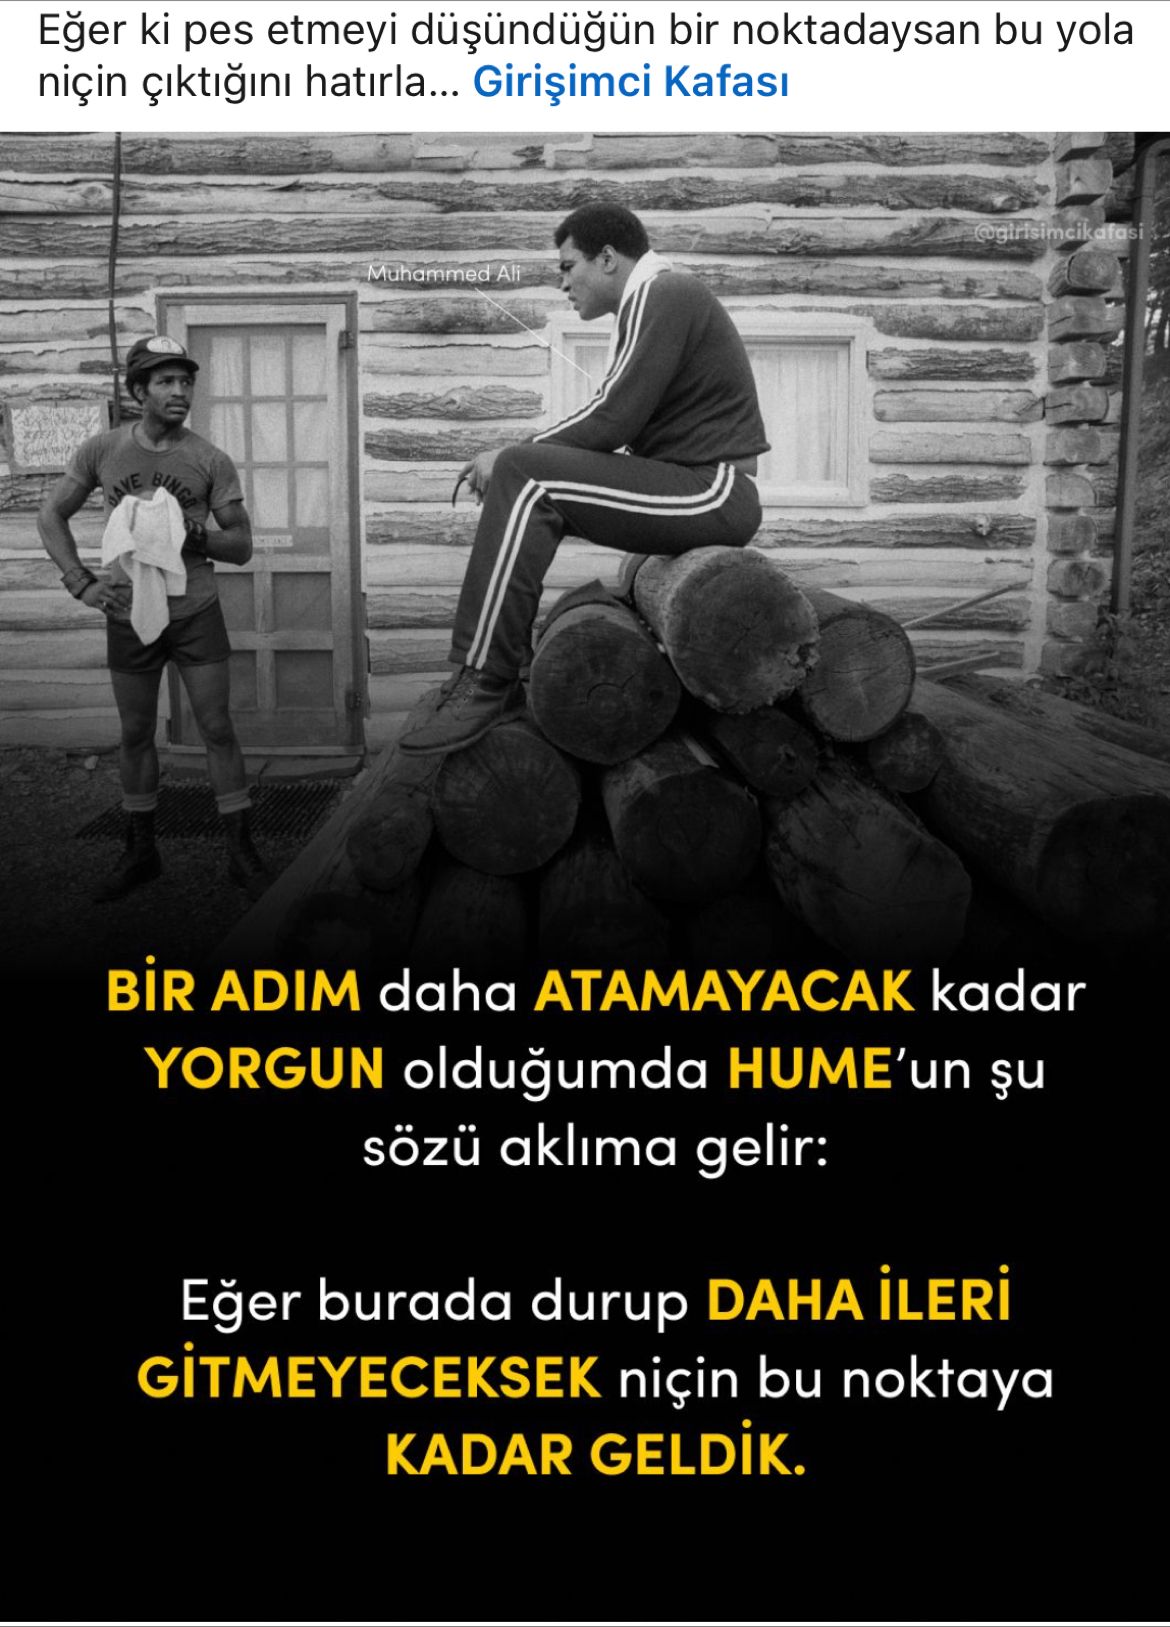 Eğer ki pes etmeyi düşündüğün bir noktadaysan bu yola
niçin çıktığını hatırla... Girişimci Kafası
@girisimcikafasi
Muhammed Ali
DAVE BINGO
BİR ADIM daha ATAMAYACAK kadar
YORGUN olduğumda HUME’un şu
sözü aklıma gelir:
Eğer burada durup DAHA İLERİ
GİTMEYECEKSEK niçin bu noktaya
KADAR GELDİK.